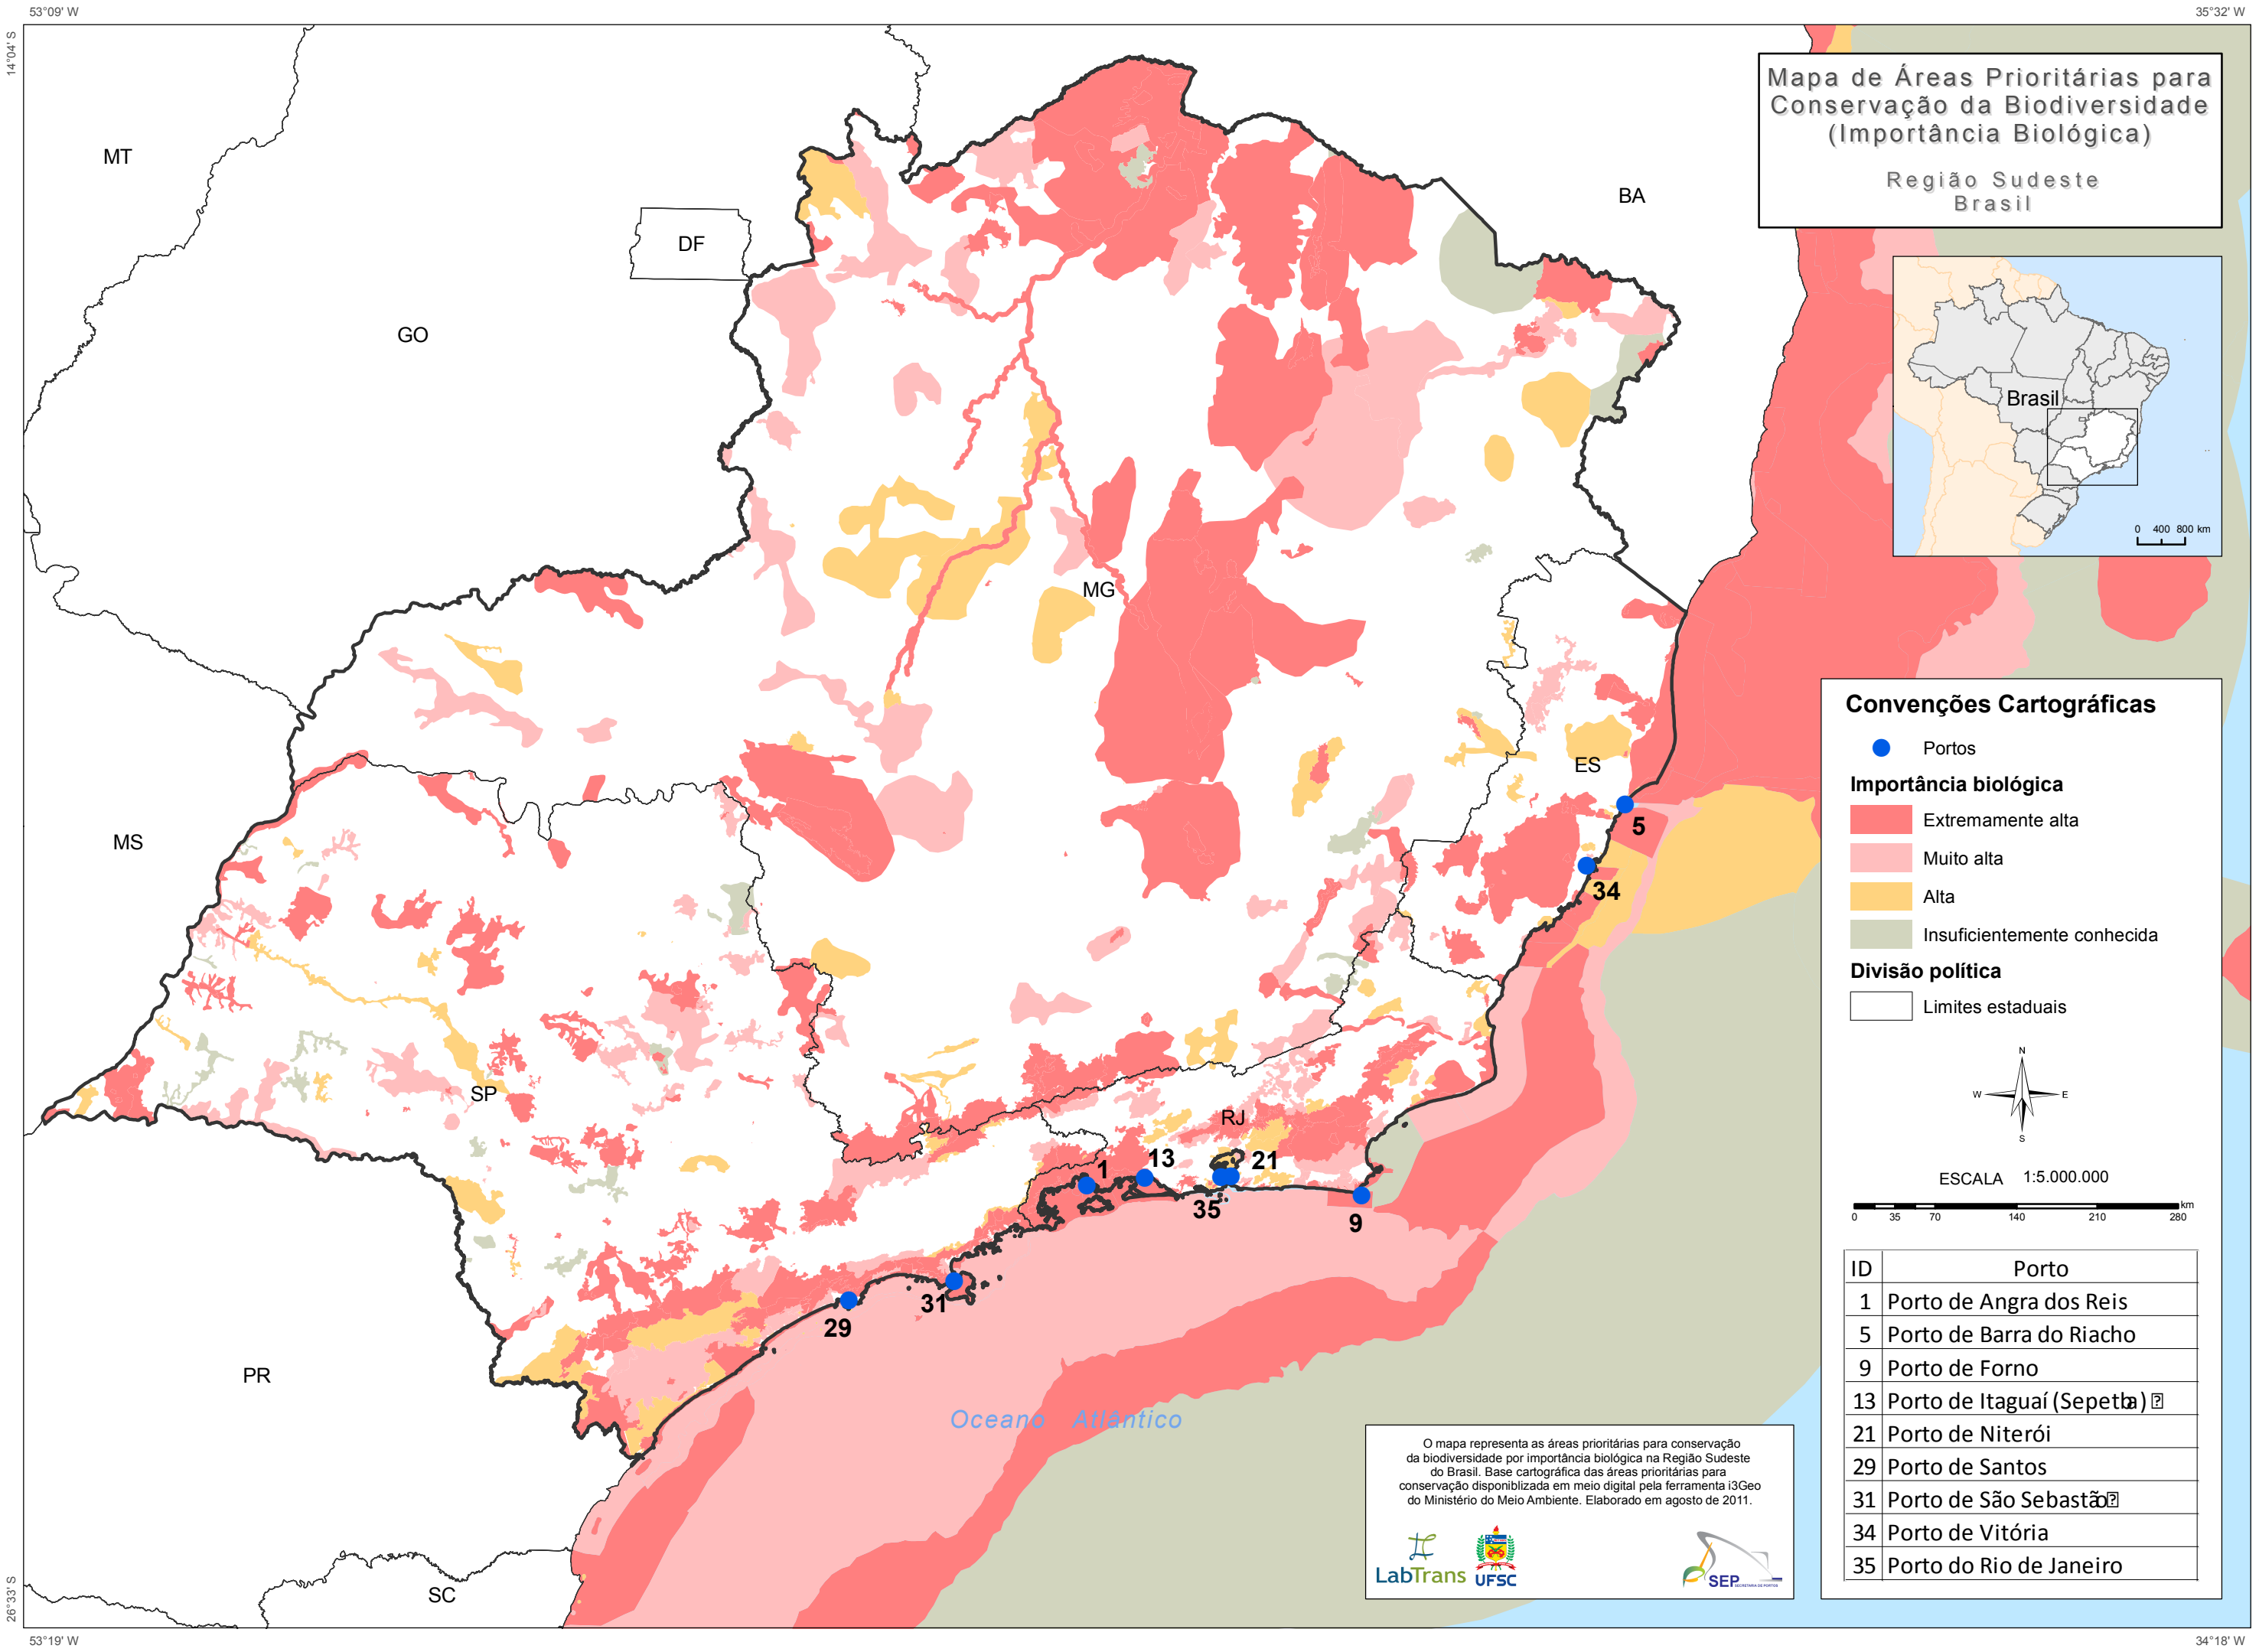 53°09' W
35°32' W
14°04' S
Mapa de Áreas Prioritárias para
Conservação da Biodiversidade
(Importância Biológica)
Região Sudeste
Brasil
MT
DF
GO
BA
MG
ES
MS
SP
RJ
PR
SC
Brasil
0 400 800 km
5
34
1
13
21
35
9
31
29
Oceano Atlântico
Convenções Cartográficas
Portos
Importância biológica
Extremamente alta
Muito alta
Alta
Insuficientemente conhecida
Divisão política
Limites estaduais
N
W E
S
ESCALA 1:5.000.000
km
0 35 70 140 210 280
ID Porto
1 Porto de Angra dos Reis
5 Porto de Barra do Riacho
9 Porto de Forno
13 Porto de Itaguaí (Sepetba)
21 Porto de Niterói
29 Porto de Santos
31 Porto de São Sebastão
34 Porto de Vitória
35 Porto do Rio de Janeiro
O mapa representa as áreas prioritárias para conservação
da biodiversidade por importância biológica na Região Sudeste
do Brasil. Base cartográfica das áreas prioritárias para
conservação disponiblizada em meio digital pela ferramenta i3Geo
do Ministério do Meio Ambiente. Elaborado em agosto de 2011.
LabTrans
UFSC
SEP SECRETARIA DE PORTOS
26°33' S
53°19' W
34°18' W